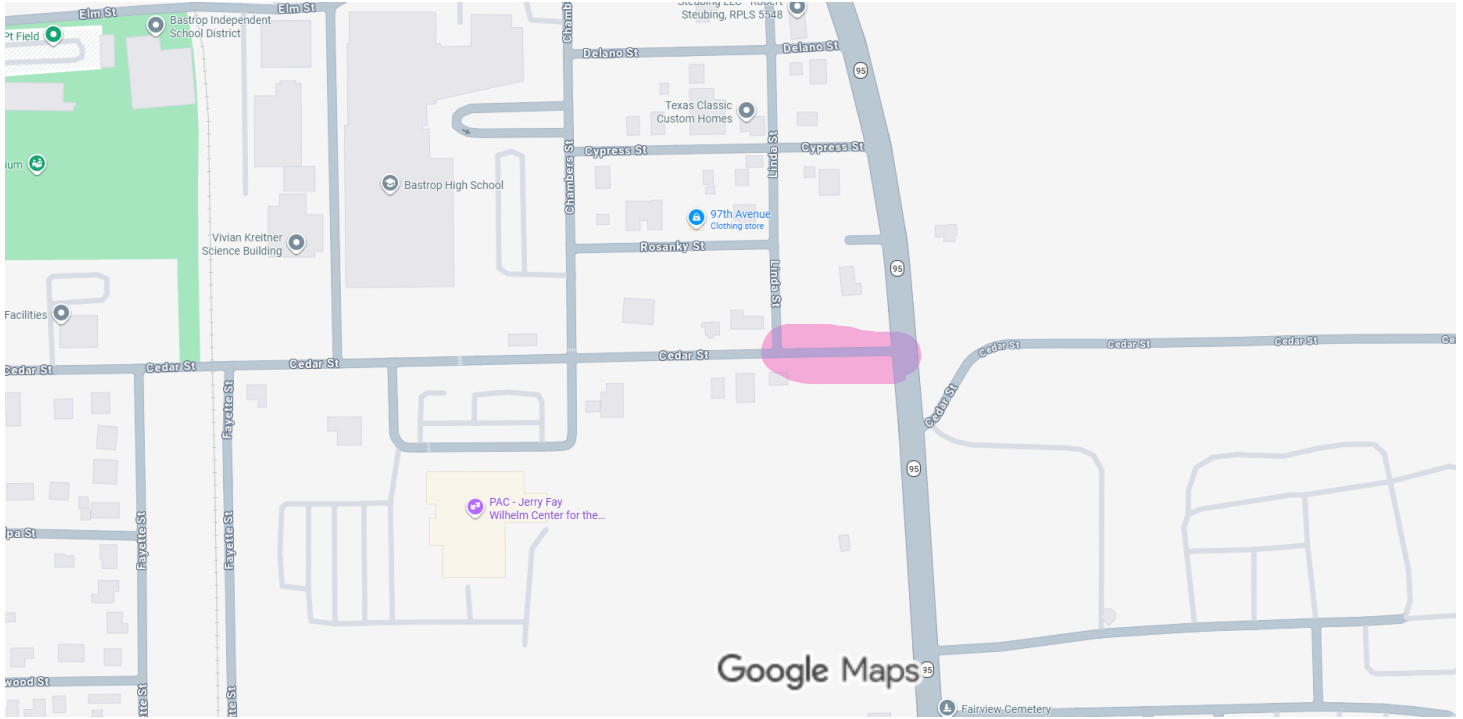 Elm St
Elm St
Bastrop Independent
School District
Pt Field
Steubing, RPLS 5548
Delano St
Delano St
95
Texas Classic
Custom Homes
Linda St
Chambers St
Cypress St
Cypress St
Bastrop High School
97th Avenue
Clothing store
Vivian Kreitner
Science Building
Rosanky St
95
Linda St
Facilities
Cedar St
Cedar St
Cedar St
Cedar St
Cedar St
Cedar St
Cedar St
Cedar St
Fayette St
95
PAC - Jerry Fay
Wilhelm Center for the...
Fayette St
Fayette St
Google Maps
95
Fairview Cemetery